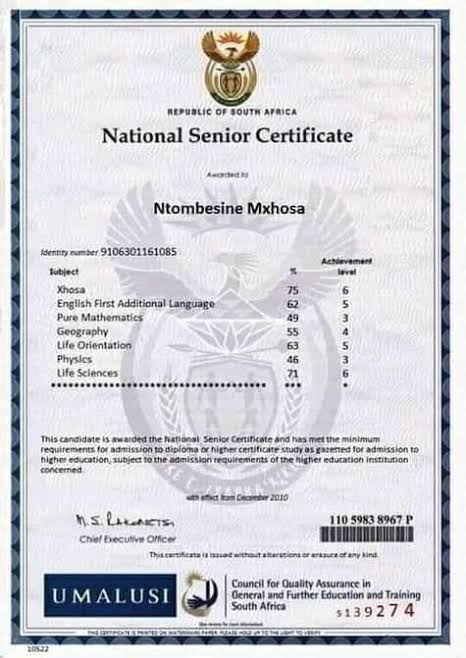 REPUBLIC OF SOUTH AFRICA
National Senior Certificate
Awarded to
Ntombesine Mxhosa
Identity number 9106301161085
Subject % Achievement level
Xhosa 75 6
English First Additional Language 62 5
Pure Mathematics 49 3
Geography 55 4
Life Orientation 63 5
Physics 46 3
Life Sciences 71 6
This candidate is awarded the National Senior Certificate and has met the minimum
requirements for admission to diploma or higher certificate study as gazetted for admission to
higher education, subject to the admission requirements of the higher education institution
concerned.
with effect from December 2010
Chief Executive Officer
110 5983 8967 P
This certificate is issued without alterations or erasure of any kind.
UMALUSI
Council for Quality Assurance in
General and Further Education and Training
South Africa
S139274
THIS CERTIFICATE IS PRINTED ON WATERMARK PAPER, PLEASE HOLD UP TO THE LIGHT TO VERIFY
10522